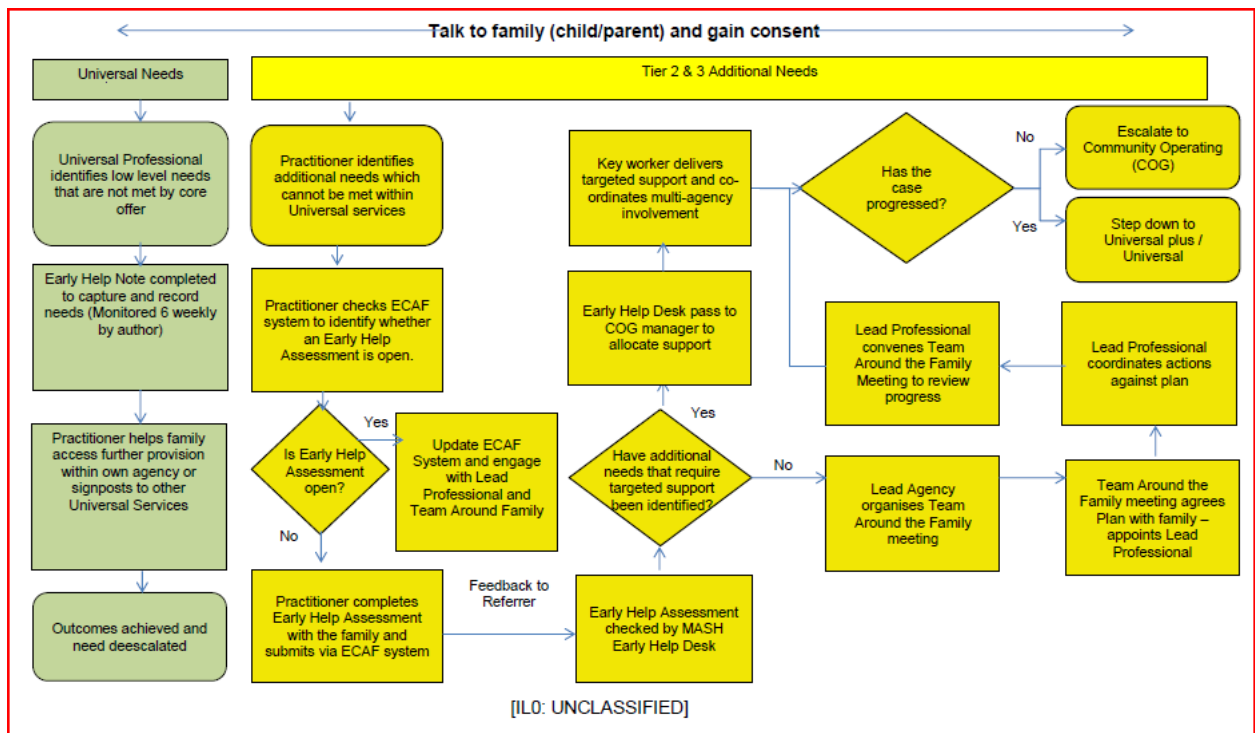 Talk to family (child/parent) and gain consent
Universal Needs
Tier 2 & 3 Additional Needs
Universal Professional
identifies low level needs
that are not met by core
offer
Early Help Note completed
to capture and record
needs (Monitored 6 weekly
by author)
Practitioner helps family
access further provision
within own agency or
signposts to other
Universal Services
Outcomes achieved and
need deescalated
Practitioner identifies
additional needs which
cannot be met within
Universal services
Practitioner checks ECAF
system to identify whether
an Early Help
Assessment is open.
Is Early Help
Assessment
open?
Yes
Update ECAF
System and engage
with Lead
Professional and
Team Around Family
No
Practitioner completes
Early Help Assessment
with the family and
submits via ECAF system
Feedback to
Referrer
Early Help Assessment
checked by MASH
Early Help Desk
Have additional
needs that require
targeted support
been identified?
Yes
Early Help Desk pass to
COG manager to
allocate support
Key worker delivers
targeted support and co-
ordinates multi-agency
involvement
No
Lead Agency
organises Team
Around the Family
meeting
Team Around the
Family meeting agrees
Plan with family –
appoints Lead
Professional
Lead Professional
coordinates actions
against plan
Lead Professional
convenes Team
Around the Family
Meeting to review
progress
Has the
case
progressed?
No
Escalate to
Community Operating
(COG)
Yes
Step down to
Universal plus /
Universal
[IL0: UNCLASSIFIED]